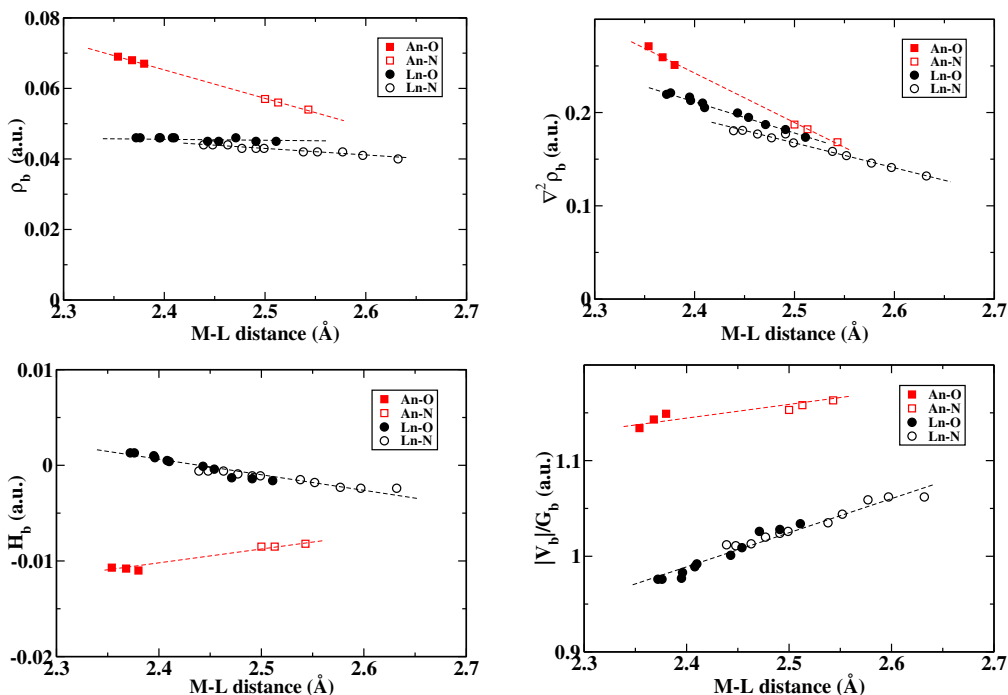 0.08
0.06
0.04
0.02
0
ρb (a.u.)
An-O
An-N
Ln-O
Ln-N
2.3
2.4
2.5
2.6
2.7
M-L distance (Å)
0.2
0.1
0
∇²ρb (a.u.)
An-O
An-N
Ln-O
Ln-N
2.3
2.4
2.5
2.6
2.7
M-L distance (Å)
0.01
0
-0.01
-0.02
Hb (a.u.)
An-O
An-N
Ln-O
Ln-N
2.3
2.4
2.5
2.6
2.7
M-L distance (Å)
1.1
1
0.9
|Vb|/Gb (a.u.)
An-O
An-N
Ln-O
Ln-N
2.3
2.4
2.5
2.6
2.7
M-L distance (Å)